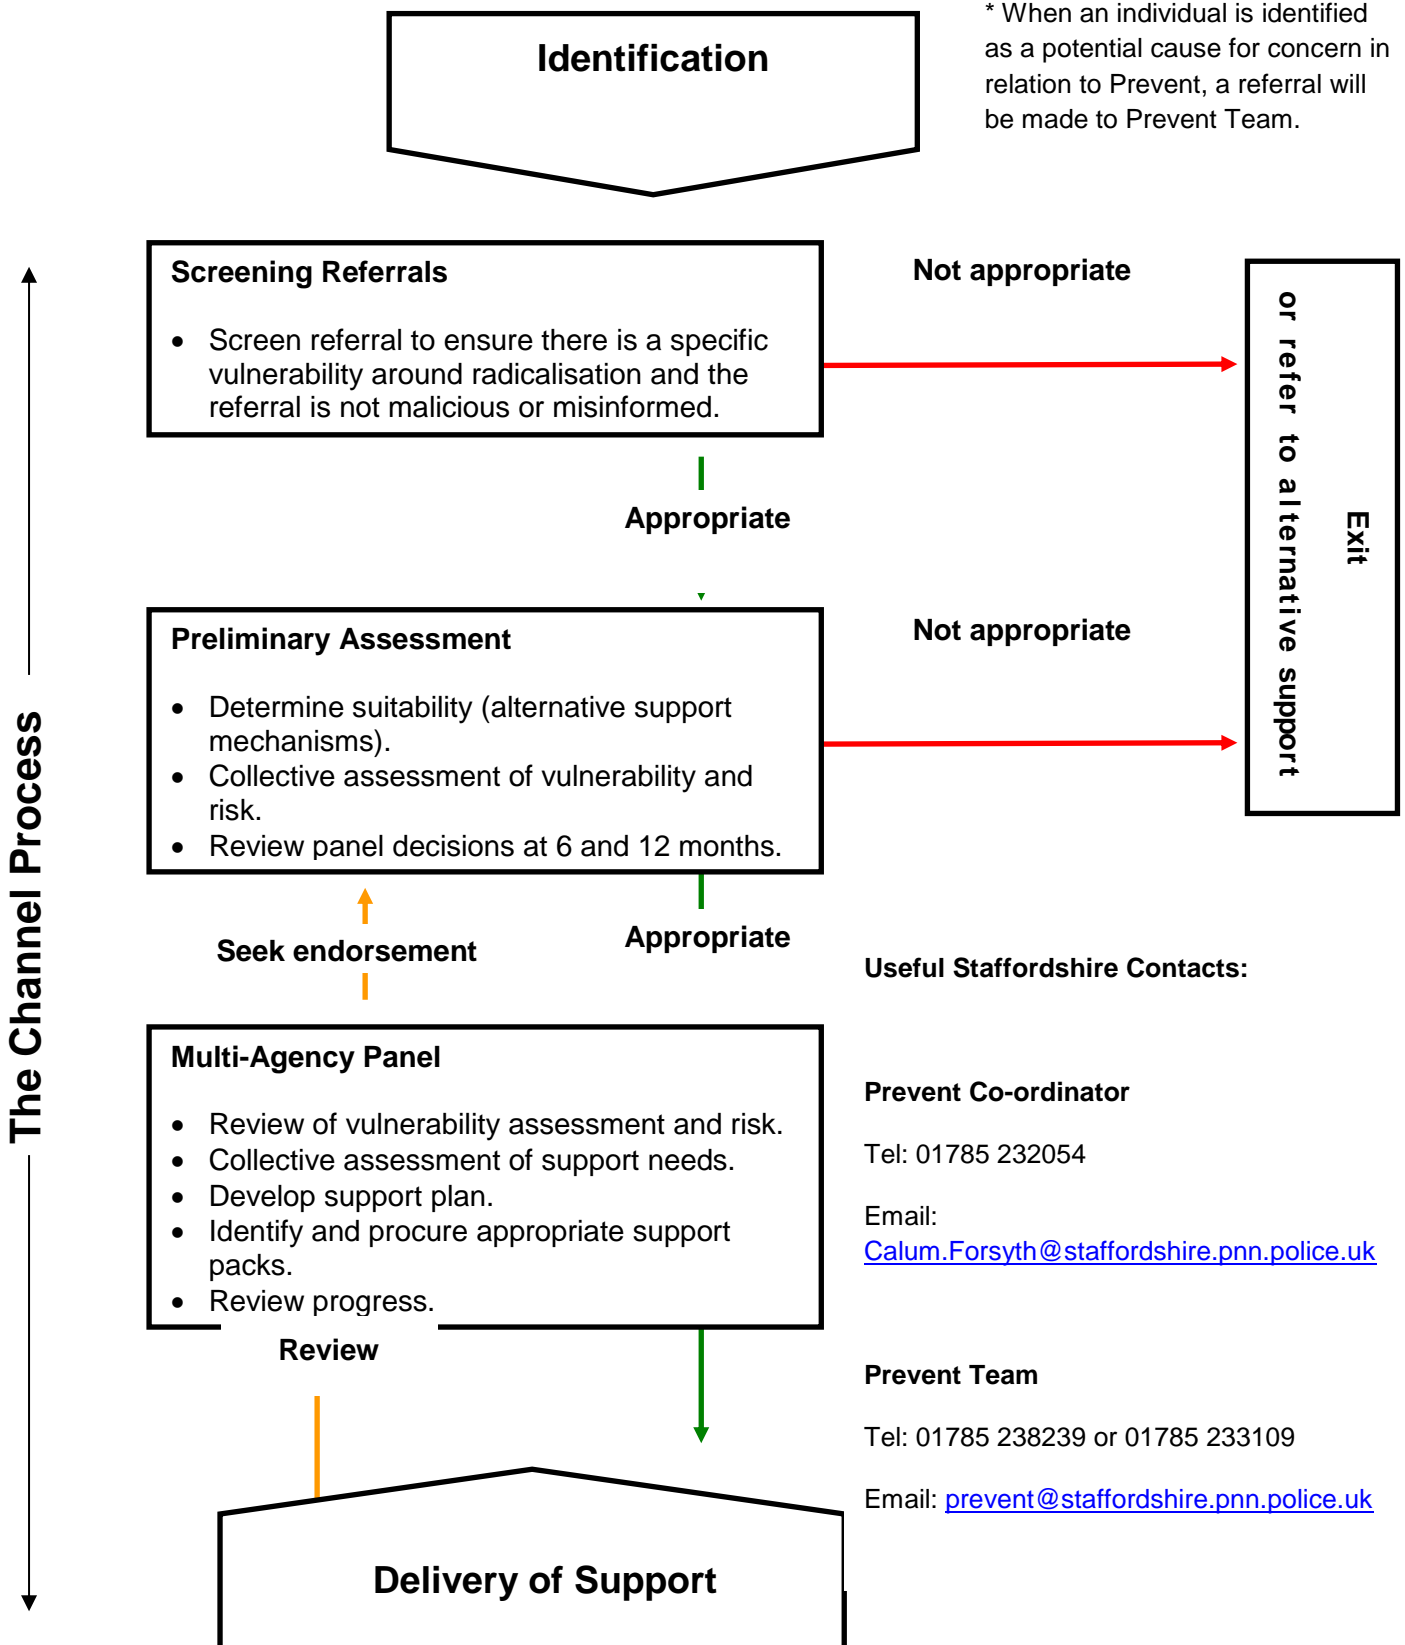 Identification
* When an individual is identified
as a potential cause for concern in
relation to Prevent, a referral will
be made to Prevent Team.
The Channel Process
Screening Referrals
• Screen referral to ensure there is a specific
vulnerability around radicalisation and the
referral is not malicious or misinformed.
Not appropriate
Exit
or refer to alternative support
Appropriate
Preliminary Assessment
• Determine suitability (alternative support
mechanisms).
• Collective assessment of vulnerability and
risk.
• Review panel decisions at 6 and 12 months.
Not appropriate
Seek endorsement
Appropriate
Multi-Agency Panel
• Review of vulnerability assessment and risk.
• Collective assessment of support needs.
• Develop support plan.
• Identify and procure appropriate support
packs.
• Review progress.
Review
Delivery of Support
Useful Staffordshire Contacts:
Prevent Co-ordinator
Tel: 01785 232054
Email:
Calum.Forsyth@staffordshire.pnn.police.uk
Prevent Team
Tel: 01785 238239 or 01785 233109
Email: prevent@staffordshire.pnn.police.uk